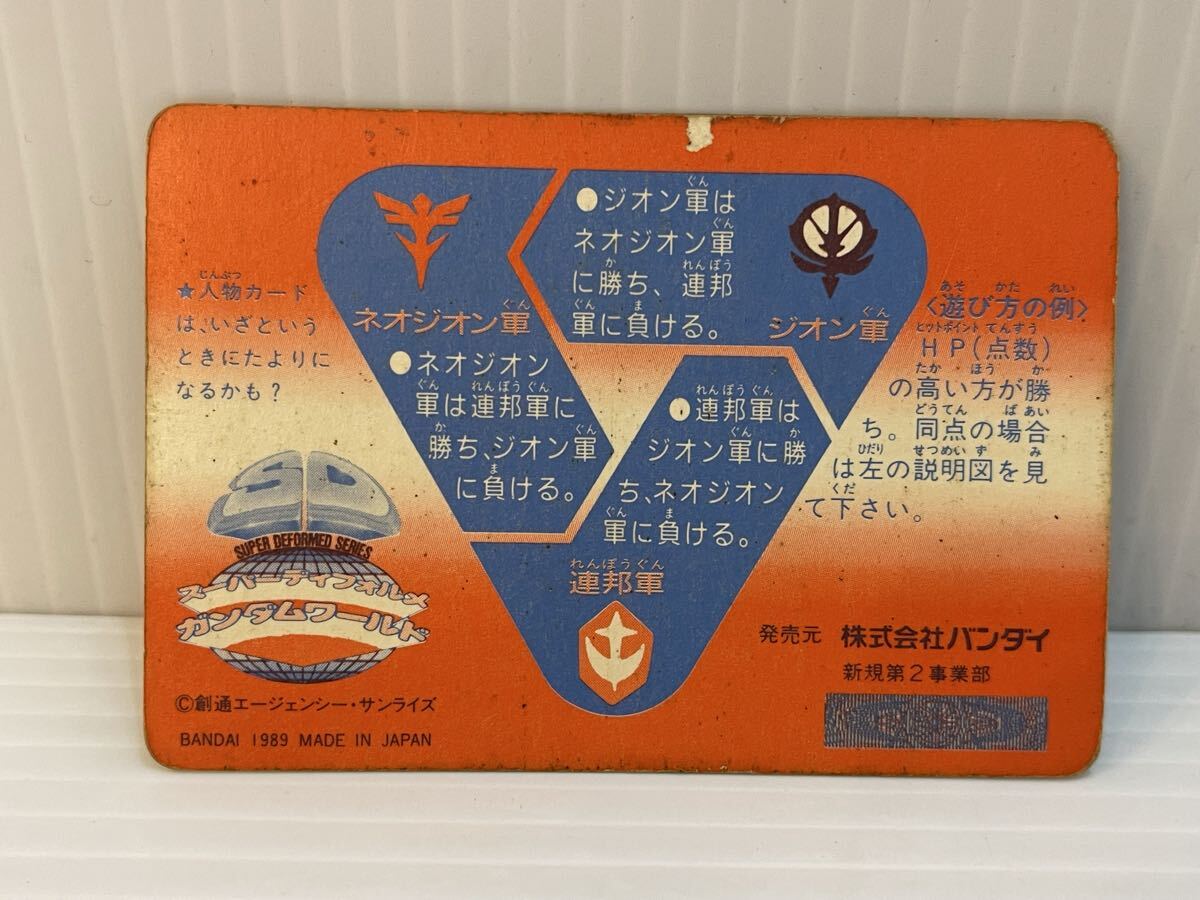 ★人物カード
は、いざという
ときにたよりに
なるかも？
ネオジオン軍
●ネオジオン
軍は連邦軍に
勝ち、ジオン軍
に負ける。
●ジオン軍は
ネオジオン軍
に勝ち、連邦
軍に負ける。
ジオン軍
●連邦軍は
ジオン軍に勝
ち、ネオジオン
軍に負ける。
連邦軍
〈遊び方の例〉
HP(点数)
の高い方が勝
ち。同点の場合
は左の説明図を見
て下さい。
SUPER DEFORMED SERIES
スーパーディフォルメ
ガンダムワールド
©創通エージェンシー・サンライズ
BANDAI 1989 MADE IN JAPAN
発売元 株式会社バンダイ
新規第2事業部